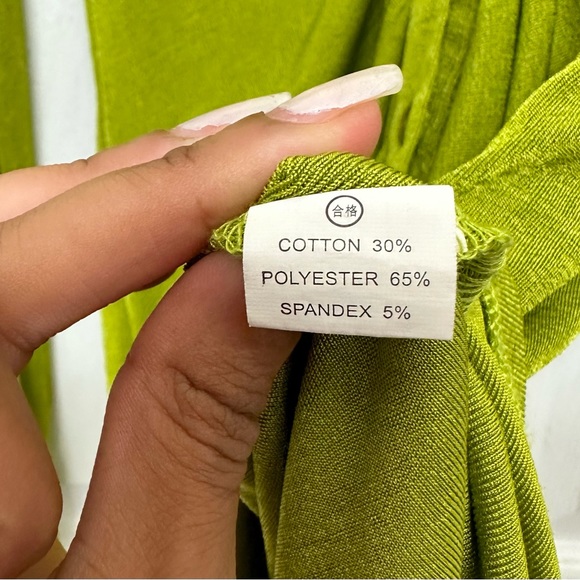 合格
COTTON 30%
POLYESTER 65%
SPANDEX 5%